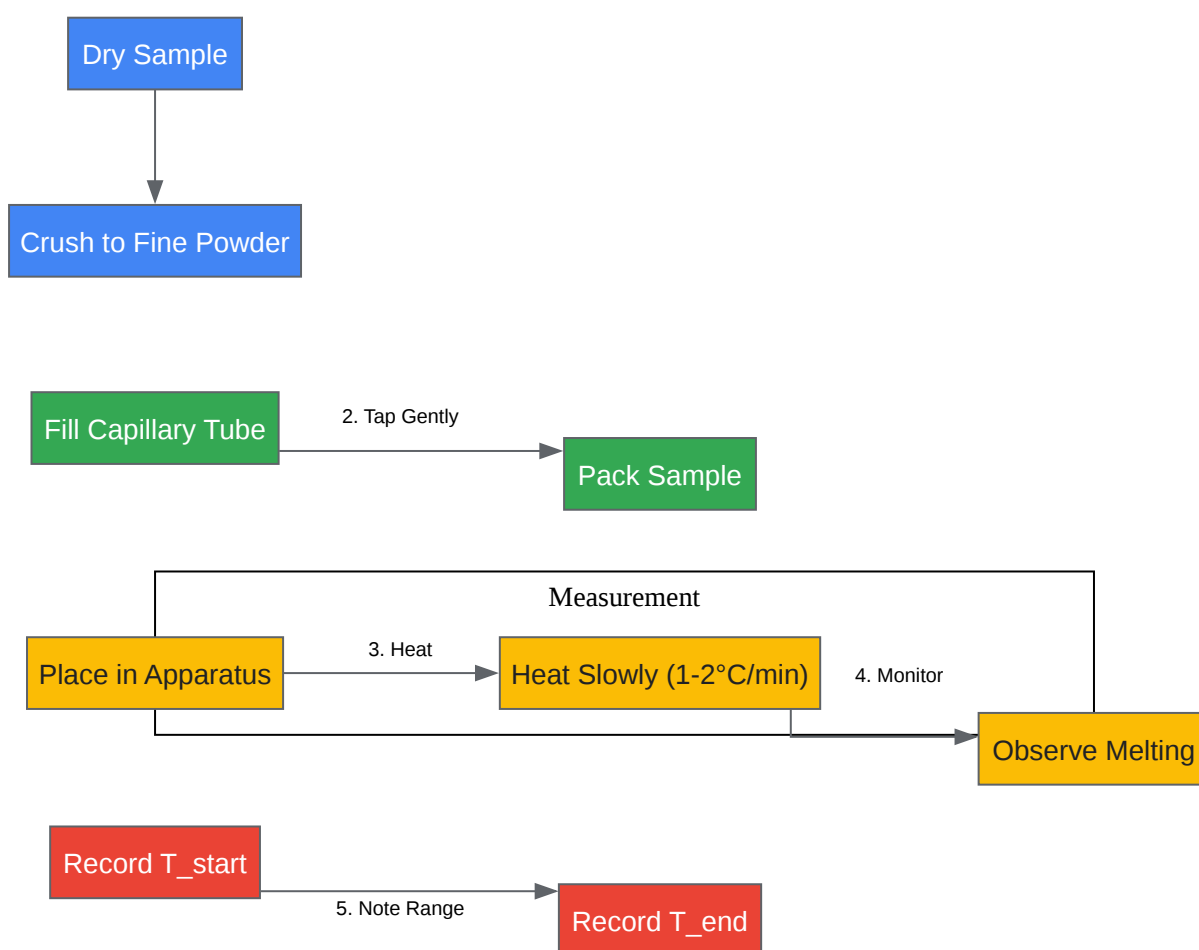 Dry Sample
Crush to Fine Powder
Fill Capillary Tube
2. Tap Gently
Pack Sample
Measurement
Place in Apparatus
3. Heat
Heat Slowly (1-2°C/min)
4. Monitor
Observe Melting
Record T_start
5. Note Range
Record T_end